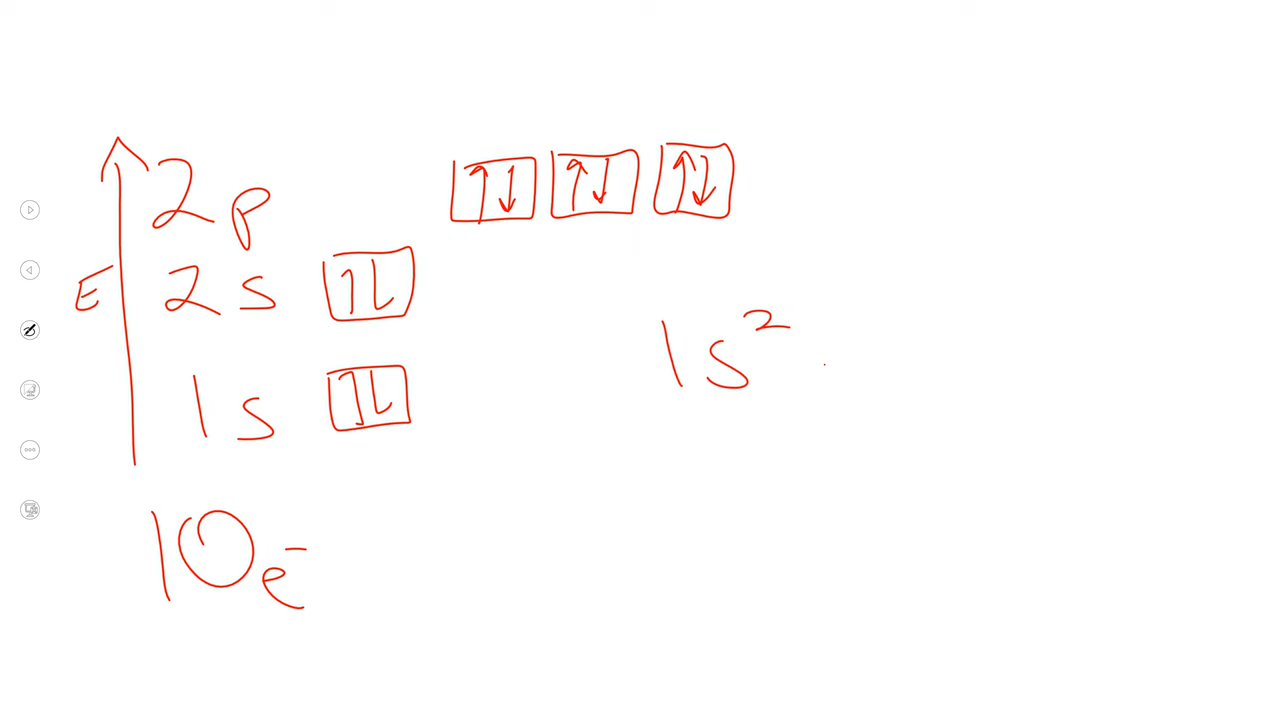 2p ↑↓ ↑↓ ↑↓
E 2s ↑↓
1s²
1s ↑↓
10e⁻